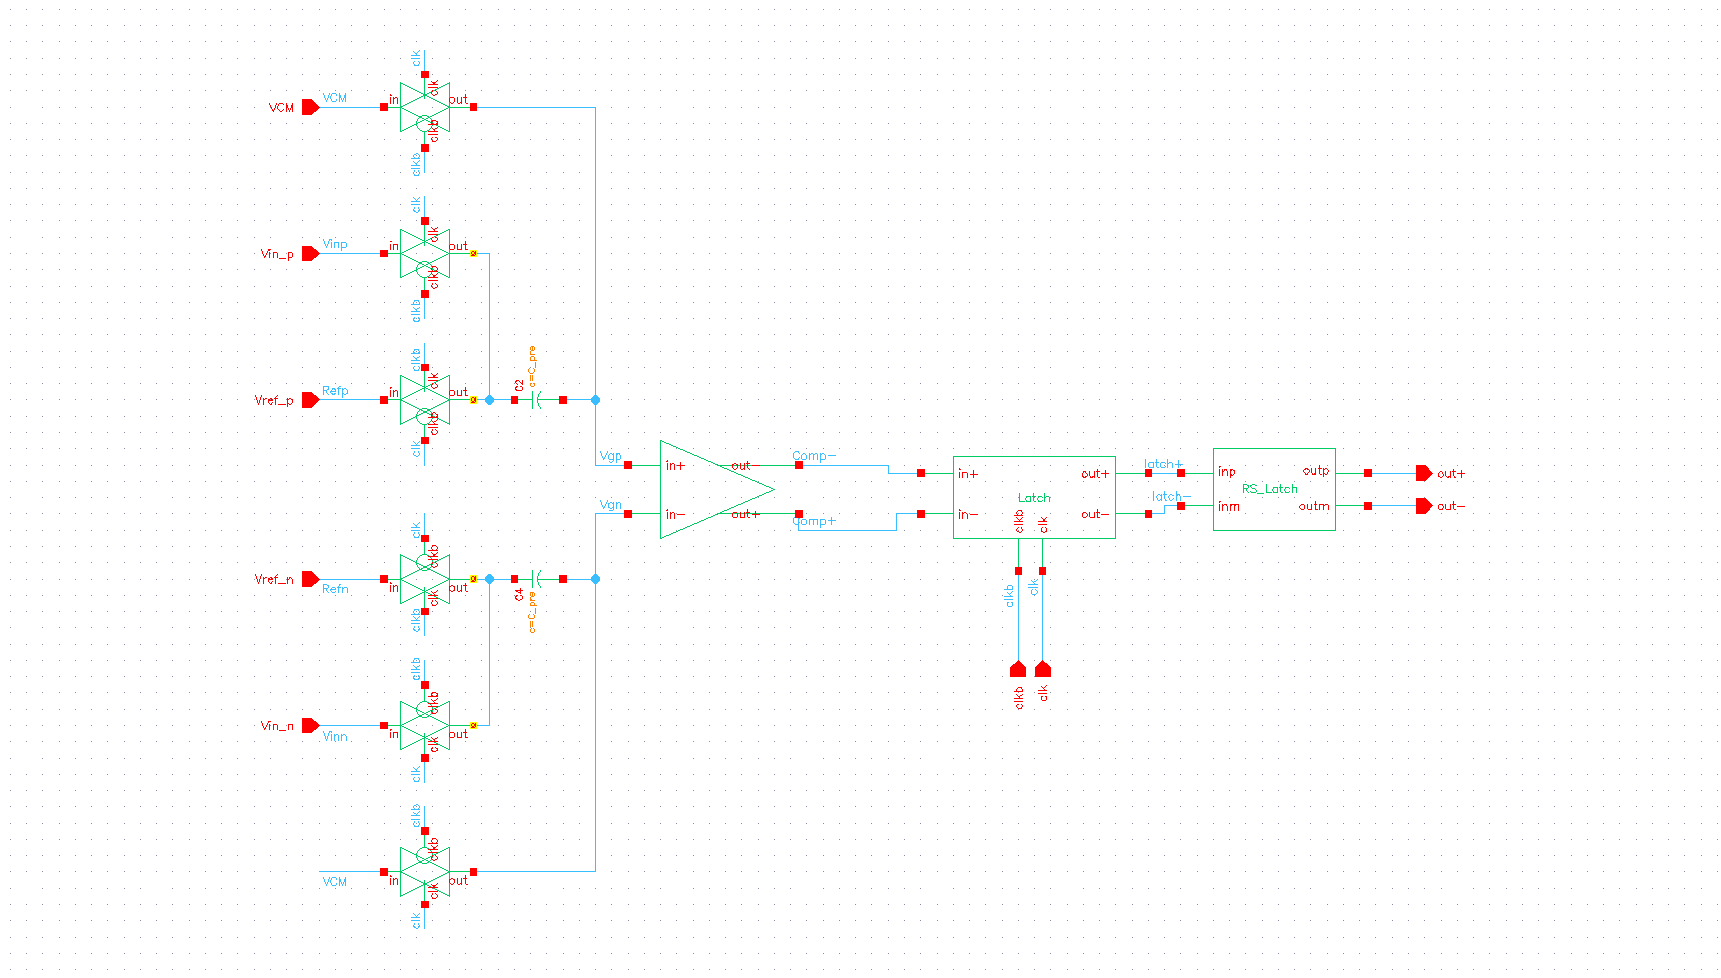 clk
VCM
VCM
in
clk
out
clkb
clkb
clk
Vin_p
Vinp
in
clk
out
clkb
clkb
clkb
Vref_p
Refp
in
clk
out
clkb
clk
C2
c=C_pre
Vgp
in+
out-
Comp-
Vgn
in-
out+
Comp+
in+
out+
Latch
in-
out-
clkb
clk
latch+
latch-
inp
outp
RS_Latch
inm
outm
out+
out-
clkb
clk
clkb
clk
clk
Vref_n
Refn
in
clkb
out
clk
clkb
C4
c=C_pre
clkb
Vin_n
Vinn
in
clkb
out
clk
clk
clkb
VCM
in
clkb
out
clk
clk